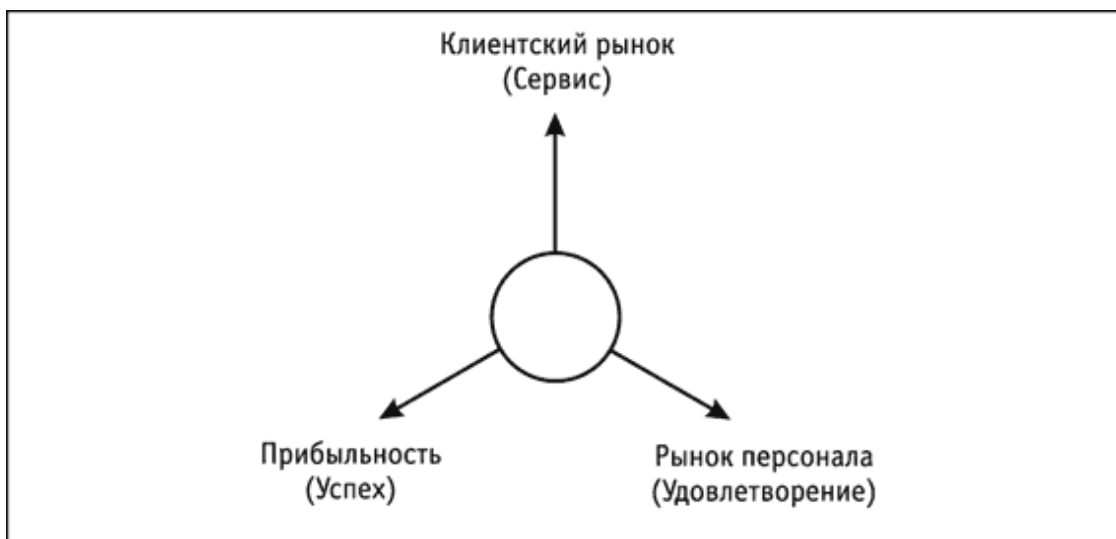 Клиентский рынок
(Сервис)
Прибыльность
(Успех)
Рынок персонала
(Удовлетворение)